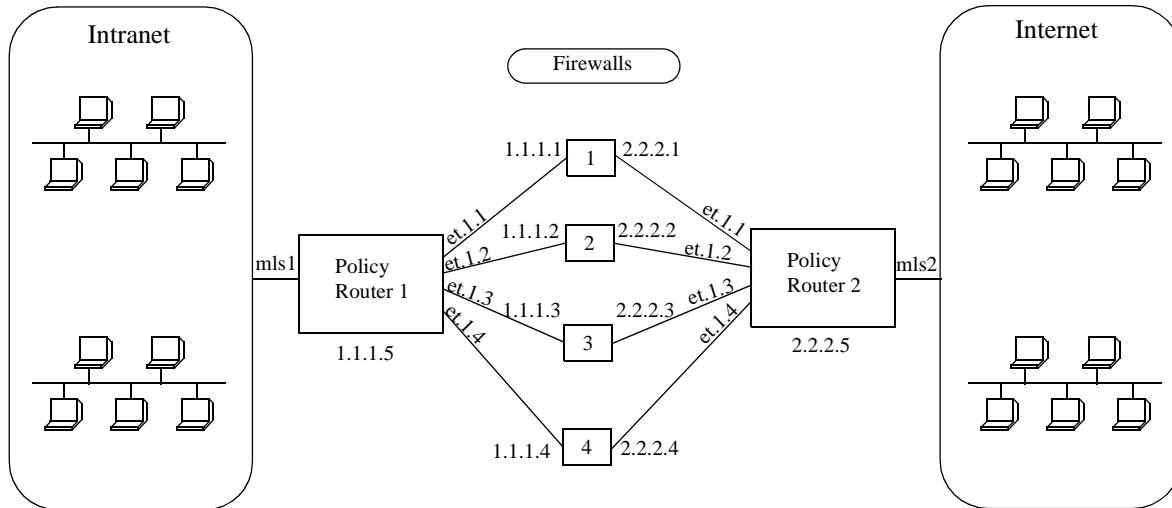 Intranet
Internet
Firewalls
1.1.1.1
1
2.2.2.1
et.1.1
et.1.1
1.1.1.2
2
2.2.2.2
et.1.2
et.1.2
mls1
Policy
Router 1
Policy
Router 2
mls2
et.1.3
et.1.3
1.1.1.3
3
2.2.2.3
et.1.4
et.1.4
1.1.1.5
2.2.2.5
1.1.1.4
4
2.2.2.4